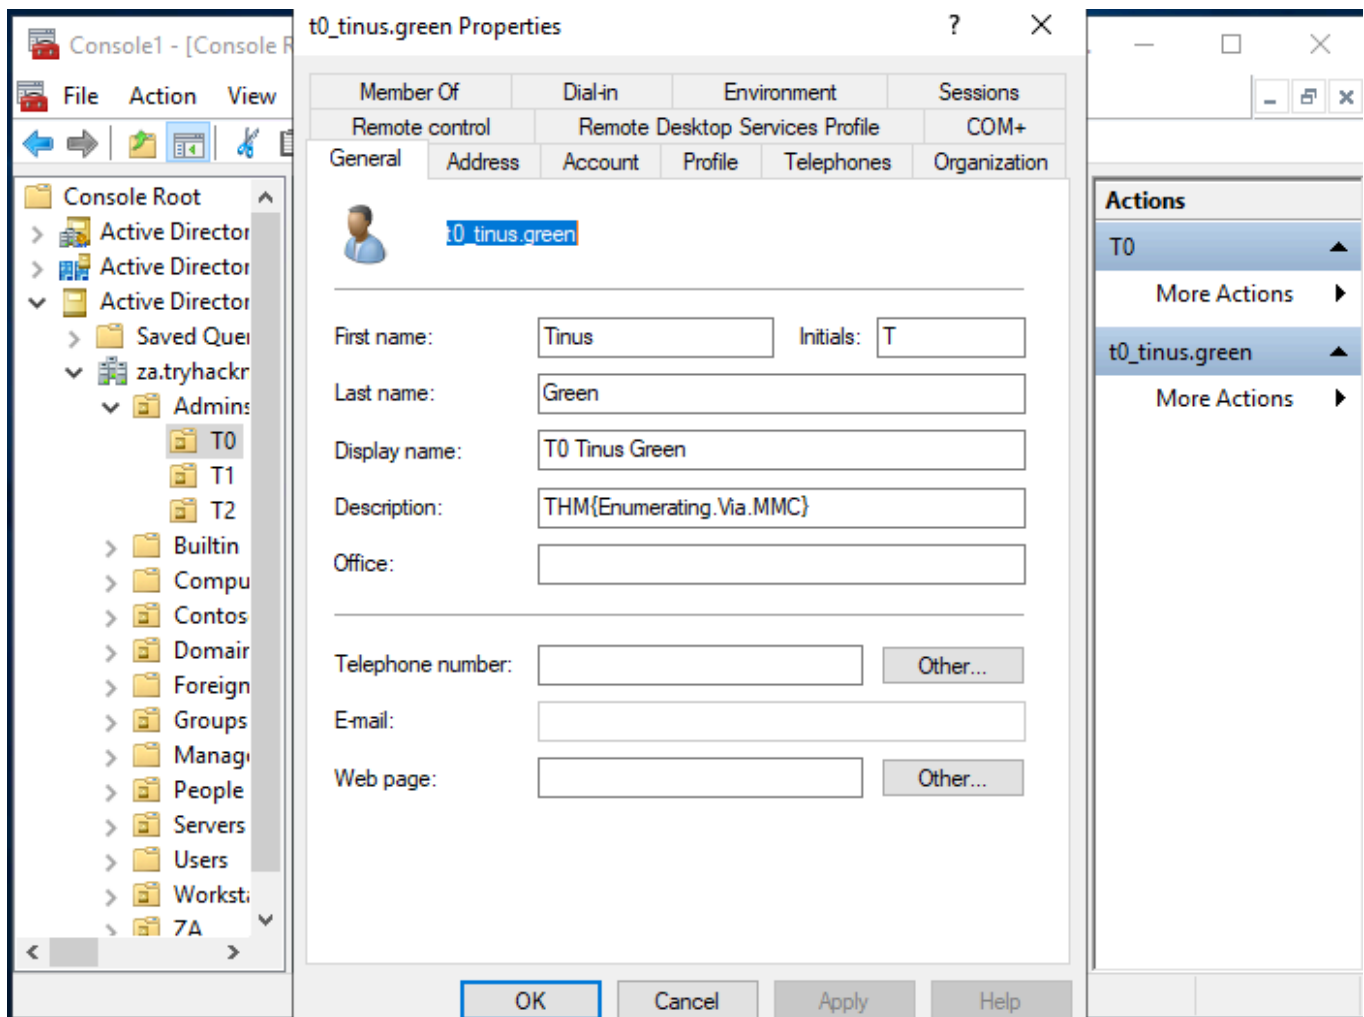 Console1 - [Console R
File Action View
Console Root
Active Director
Active Director
Active Director
Saved Quer
za.tryhackr
Admins
T0
T1
T2
Builtin
Compu
Contos
Domair
Foreign
Groups
Manag
People
Servers
Users
Worksta
ZA
t0_tinus.green Properties
?
Member Of Dial-in Environment Sessions
Remote control Remote Desktop Services Profile COM+
General Address Account Profile Telephones Organization
t0_tinus.green
First name: Tinus Initials: T
Last name: Green
Display name: T0 Tinus Green
Description: THM{Enumerating.Via.MMC}
Office:
Telephone number: Other...
E-mail:
Web page: Other...
OK Cancel Apply Help
Actions
T0
More Actions
t0_tinus.green
More Actions